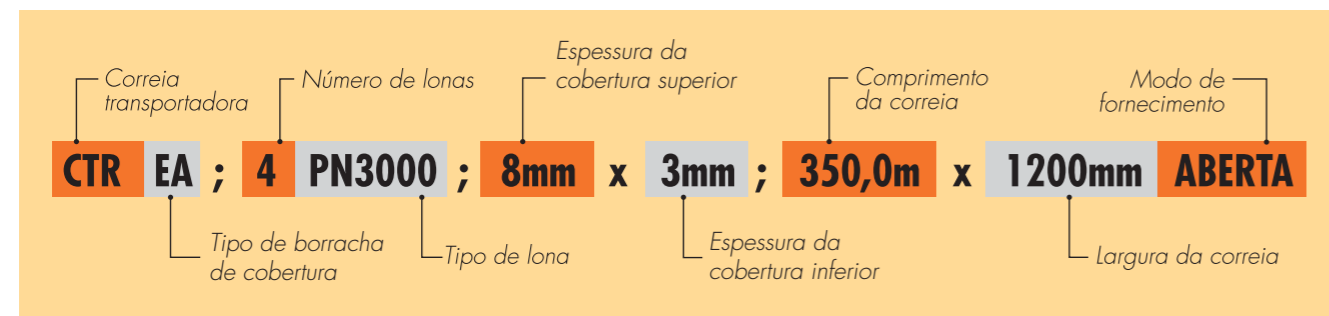 Espessura da
cobertura superior
Correia
transportadora
Número de lonas
Comprimento
da correia
Modo de
fornecimento
CTR EA ; 4 PN3000 ; 8mm x 3mm ; 350,0m x 1200mm ABERTA
Tipo de borracha
de cobertura
Tipo de lona
Espessura da
cobertura inferior
Largura da correia